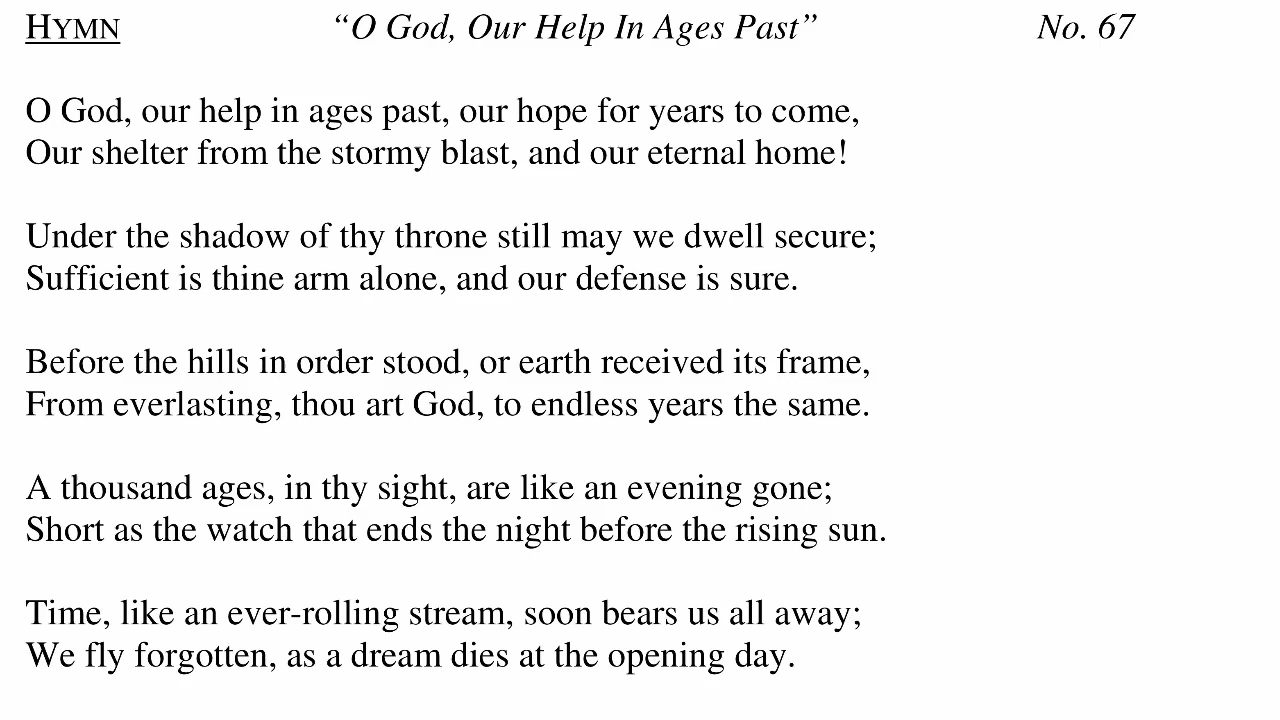 HYMN “O God, Our Help In Ages Past” No. 67
O God, our help in ages past, our hope for years to come,
Our shelter from the stormy blast, and our eternal home!
Under the shadow of thy throne still may we dwell secure;
Sufficient is thine arm alone, and our defense is sure.
Before the hills in order stood, or earth received its frame,
From everlasting, thou art God, to endless years the same.
A thousand ages, in thy sight, are like an evening gone;
Short as the watch that ends the night before the rising sun.
Time, like an ever-rolling stream, soon bears us all away;
We fly forgotten, as a dream dies at the opening day.